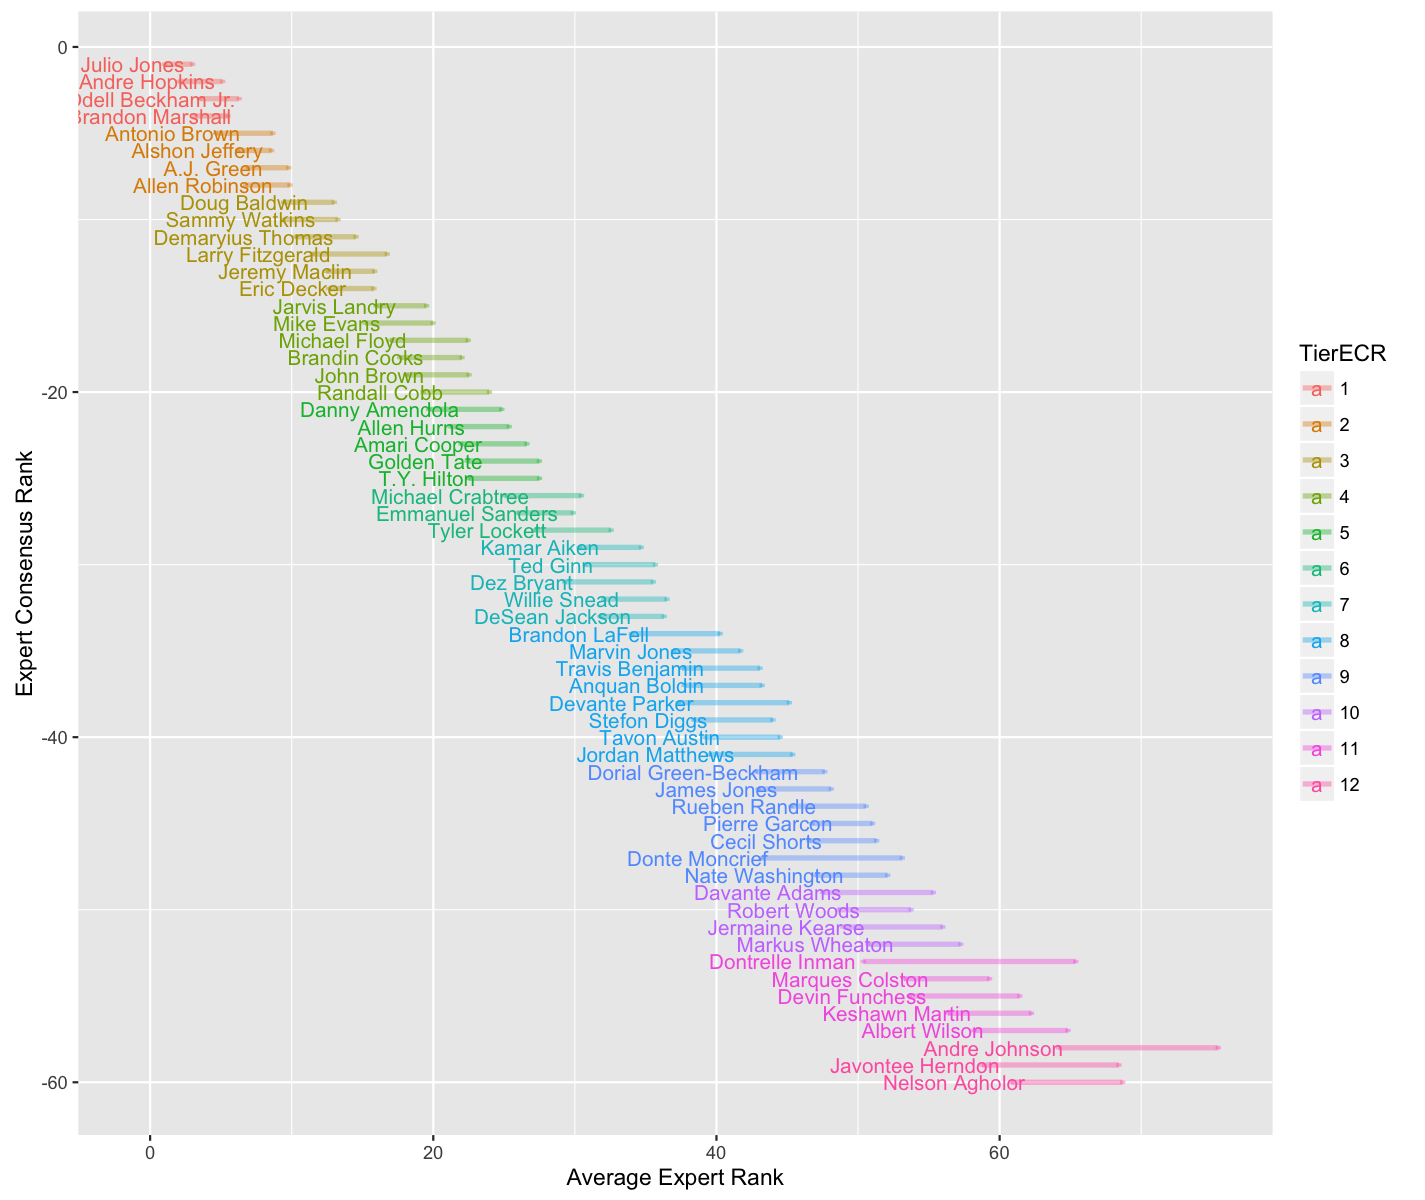 0
Julio Jones
Andre Hopkins
dell Beckham Jr.
Brandon Marshall
Antonio Brown
Alshon Jeffery
A.J. Green
Allen Robinson
Doug Baldwin
Sammy Watkins
Demaryius Thomas
Larry Fitzgerald
Jeremy Maclin
Eric Decker
Jarvis Landry
Mike Evans
Michael Floyd
Brandin Cooks
John Brown
-20
Randall Cobb
Danny Amendola
Allen Hurns
Amari Cooper
Golden Tate
T.Y. Hilton
Michael Crabtree
Emmanuel Sanders
Tyler Lockett
Kamar Aiken
Ted Ginn
Dez Bryant
Willie Snead
DeSean Jackson
Brandon LaFell
Marvin Jones
Travis Benjamin
Anquan Boldin
Devante Parker
Stefon Diggs
-40
Tavon Austin
Jordan Matthews
Dorial Green-Beckham
James Jones
Rueben Randle
Pierre Garcon
Cecil Shorts
Donte Moncrief
Nate Washington
Davante Adams
Robert Woods
Jermaine Kearse
Markus Wheaton
Dontrelle Inman
Marques Colston
Devin Funchess
Keshawn Martin
Albert Wilson
Andre Johnson
Javontee Herndon
-60
Nelson Agholor
0 20 40 60
Average Expert Rank
Expert Consensus Rank
TierECR
a 1
a 2
a 3
a 4
a 5
a 6
a 7
a 8
a 9
a 10
a 11
a 12